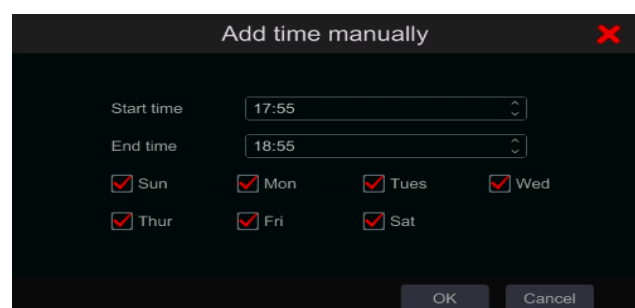 Add time manually
Start time 17:55
End time 18:55
Sun Mon Tues Wed
Thur Fri Sat
OK Cancel